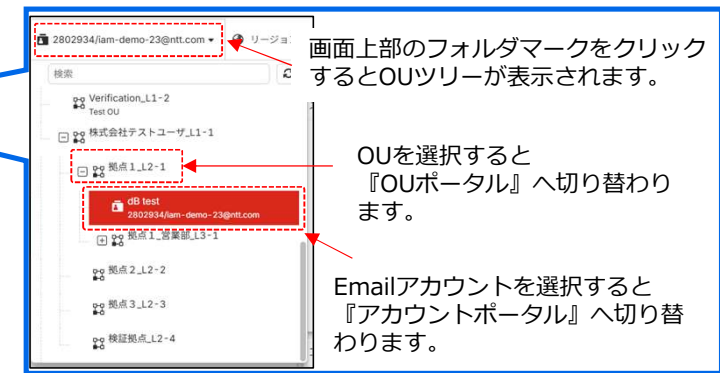 2802934/iam-demo-23@ntt.com
リージョン
検索
Verification_L1-2
Test OU
株式会社テストユーザ_L1-1
拠点1_L2-1
dB test
2802934/iam-demo-23@ntt.com
拠点1_営業部_L3-1
拠点2_L2-2
拠点3_L2-3
検証拠点_L2-4
画面上部のフォルダマークをクリック
するとOUツリーが表示されます。
OUを選択すると
『OUポータル』へ切り替わり
ます。
Emailアカウントを選択すると
『アカウントポータル』へ切り替
わります。